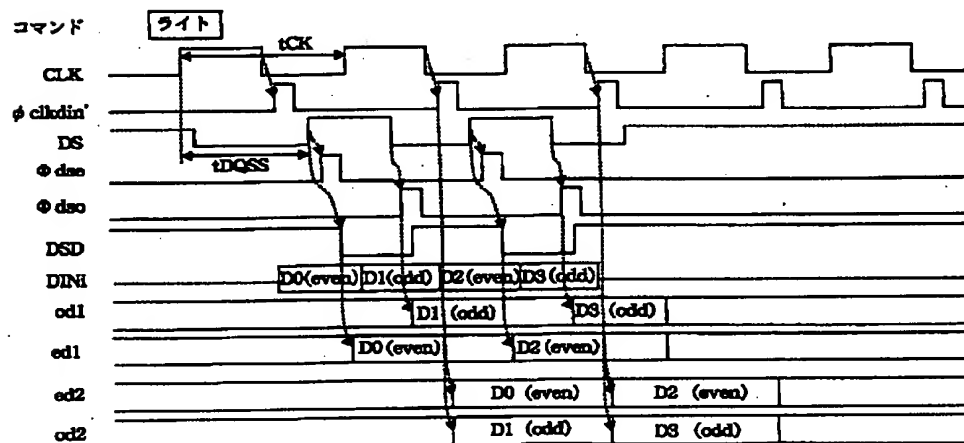 コマンド ライト
tCK
CLK
φ clkdin'
DS
tDQSS
Φ dse
Φ dso
DSD
DINi D0(even) D1(odd) D2(even) D3(odd)
od1 D1 (odd) D3 (odd)
ed1 D0(even) D2(even)
ed2 D0 (even) D2 (even)
od2 D1 (odd) D3 (odd)